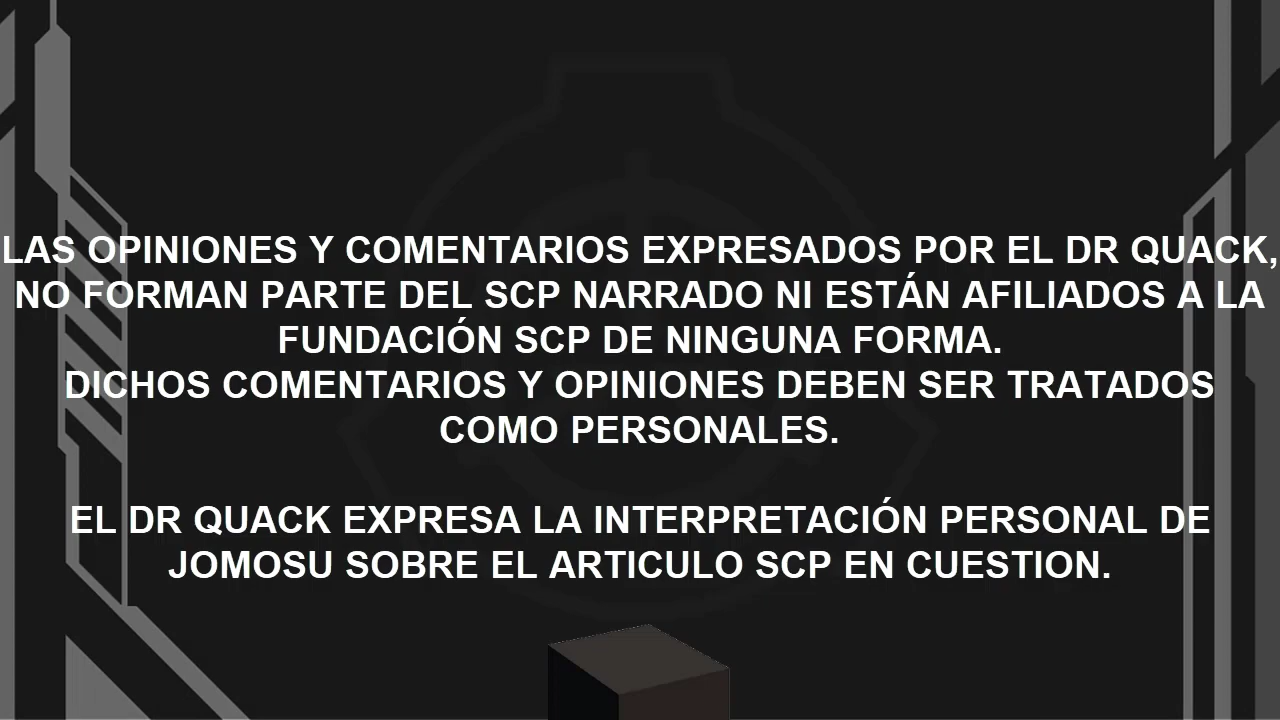 LAS OPINIONES Y COMENTARIOS EXPRESADOS POR EL DR QUACK,
NO FORMAN PARTE DEL SCP NARRADO NI ESTÁN AFILIADOS A LA
FUNDACIÓN SCP DE NINGUNA FORMA.
DICHOS COMENTARIOS Y OPINIONES DEBEN SER TRATADOS
COMO PERSONALES.
EL DR QUACK EXPRESA LA INTERPRETACIÓN PERSONAL DE
JOMOSU SOBRE EL ARTICULO SCP EN CUESTION.